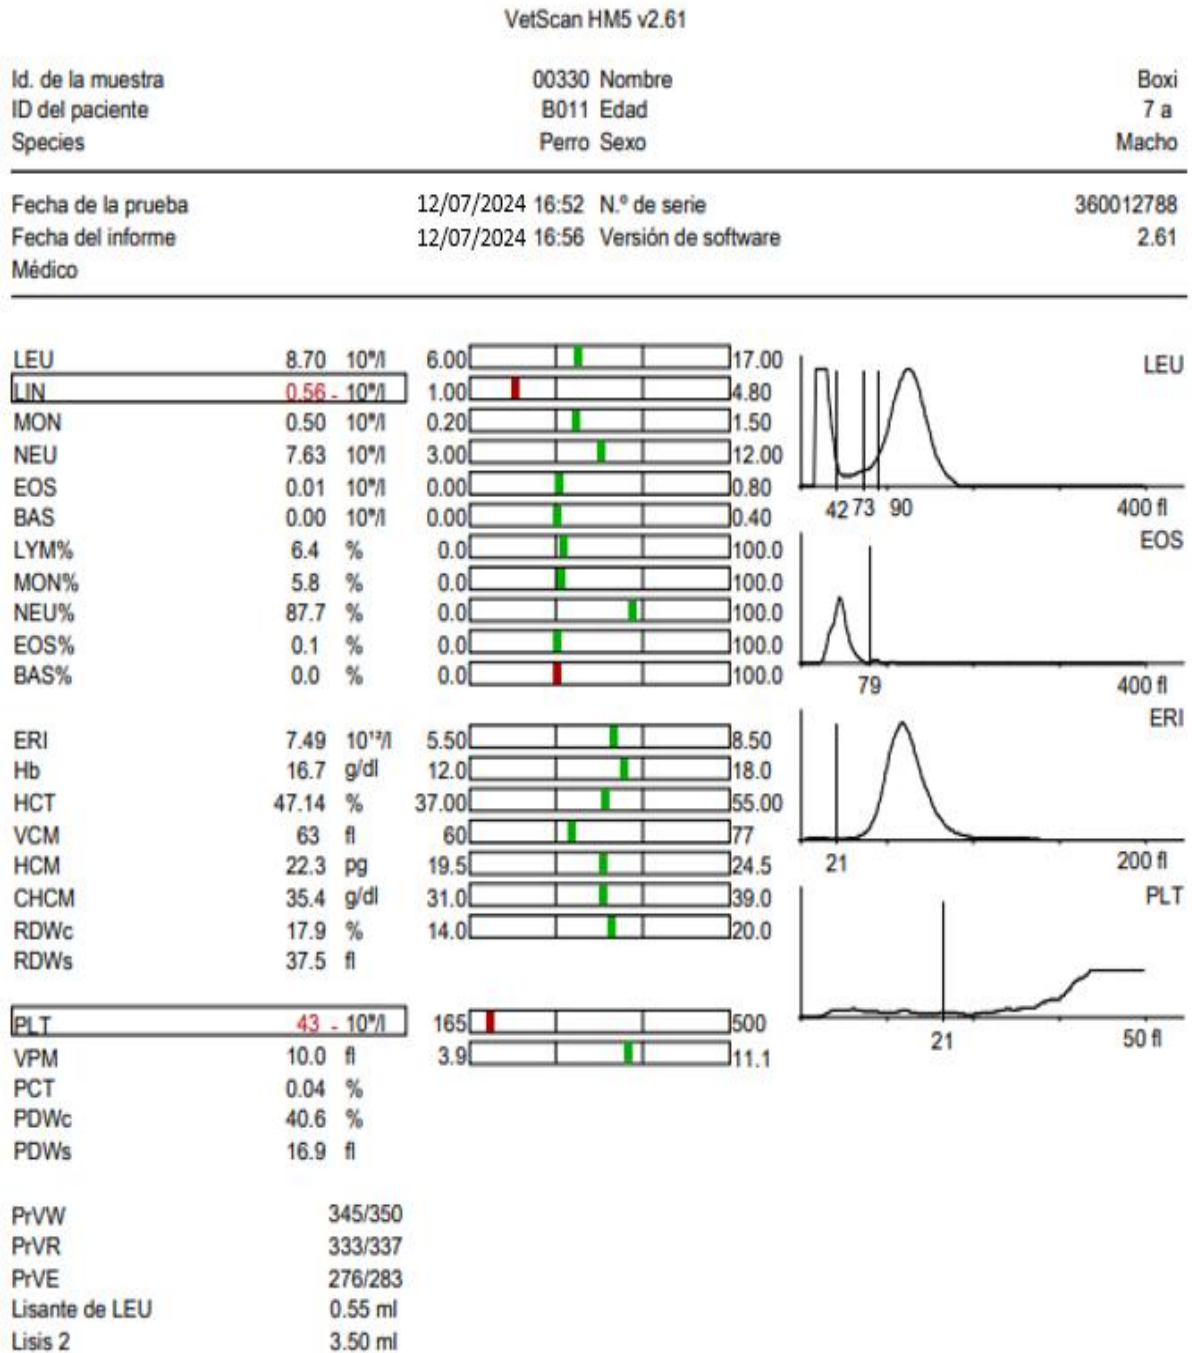 VetScan HM5 v2.61
Id. de la muestra 00330 Nombre Boxi
ID del paciente B011 Edad 7 a
Species Perro Sexo Macho
Fecha de la prueba 12/07/2024 16:52 N.º de serie 360012788
Fecha del informe 12/07/2024 16:56 Versión de software 2.61
Médico
LEU 8.70 10⁹/l 6.00 17.00
LIN 0.56 - 10⁹/l 1.00 4.80
MON 0.50 10⁹/l 0.20 1.50
NEU 7.63 10⁹/l 3.00 12.00
EOS 0.01 10⁹/l 0.00 0.80
BAS 0.00 10⁹/l 0.00 0.40
LYM% 6.4 % 0.0 100.0
MON% 5.8 % 0.0 100.0
NEU% 87.7 % 0.0 100.0
EOS% 0.1 % 0.0 100.0
BAS% 0.0 % 0.0 100.0
ERI 7.49 10¹²/l 5.50 8.50
Hb 16.7 g/dl 12.0 18.0
HCT 47.14 % 37.00 55.00
VCM 63 fl 60 77
HCM 22.3 pg 19.5 24.5
CHCM 35.4 g/dl 31.0 39.0
RDWc 17.9 % 14.0 20.0
RDWs 37.5 fl
PLT 43 - 10⁹/l 165 500
VPM 10.0 fl 3.9 11.1
PCT 0.04 %
PDWc 40.6 %
PDWs 16.9 fl
PrVW 345/350
PrVR 333/337
PrVE 276/283
Lisante de LEU 0.55 ml
Lisis 2 3.50 ml
LEU
42 73 90 400 fl
EOS
79 400 fl
ERI
21 200 fl
PLT
21 50 fl